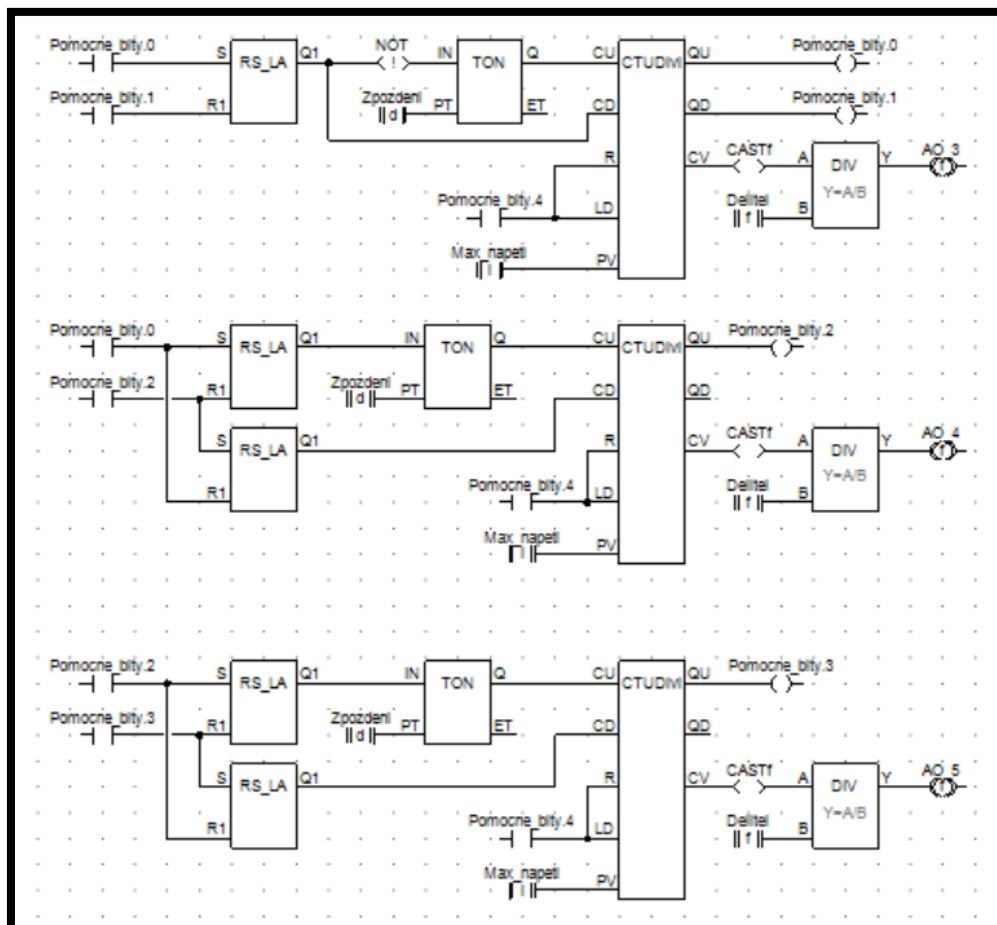 Pomocne_bity.0 NOT Pomocne_bity.0
S RS_LA Q1 ! IN TON Q CU CTUDM QU
Pomocne_bity.1 Zpozdeni Pomocne_bity.1
R1 d PT ET CD QD
CASTf AO_3
R CV A DIV Y f
Pomocne_bity.4 Delitel Y=A/B
LD f B
Max_napeti
I PV
Pomocne_bity.0 Pomocne_bity.2
S RS_LA Q1 IN TON Q CU CTUDM QU
Pomocne_bity.2 Zpozdeni
R1 d PT ET CD QD
S RS_LA Q1 CASTf AO_4
R CV A DIV Y f
Pomocne_bity.4 Delitel Y=A/B
R1 LD f B
Max_napeti
I PV
Pomocne_bity.2 Pomocne_bity.3
S RS_LA Q1 IN TON Q CU CTUDM QU
Pomocne_bity.3 Zpozdeni
R1 d PT ET CD QD
S RS_LA Q1 CASTf AO_5
R CV A DIV Y f
Pomocne_bity.4 Delitel Y=A/B
R1 LD f B
Max_napeti
I PV